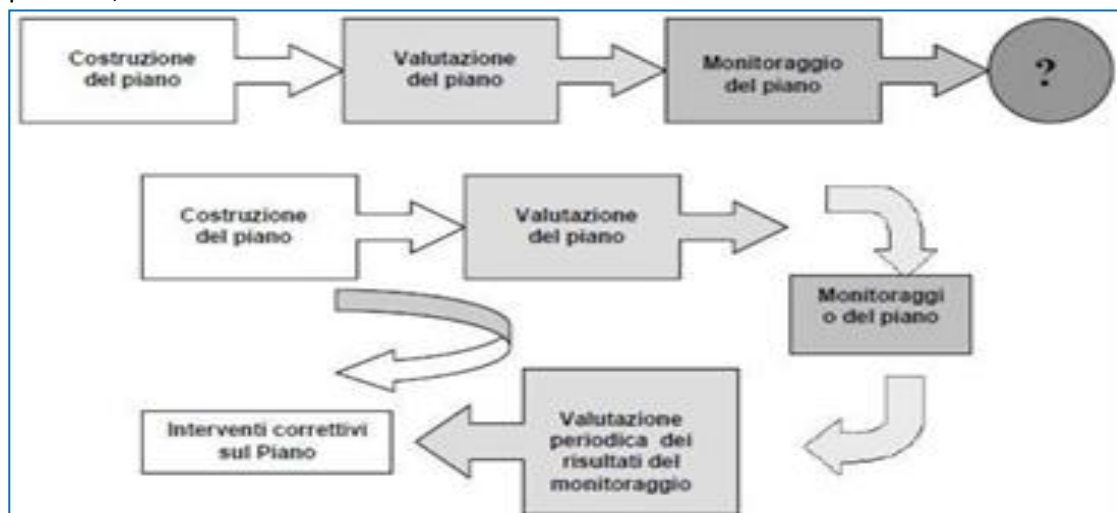 Costruzione
del piano
Valutazione
del piano
Monitoraggio
del piano
?
Costruzione
del piano
Valutazione
del piano
Monitoraggi
o del piano
Interventi correttivi
sul Piano
Valutazione
periodica dei
risultati del
monitoraggio